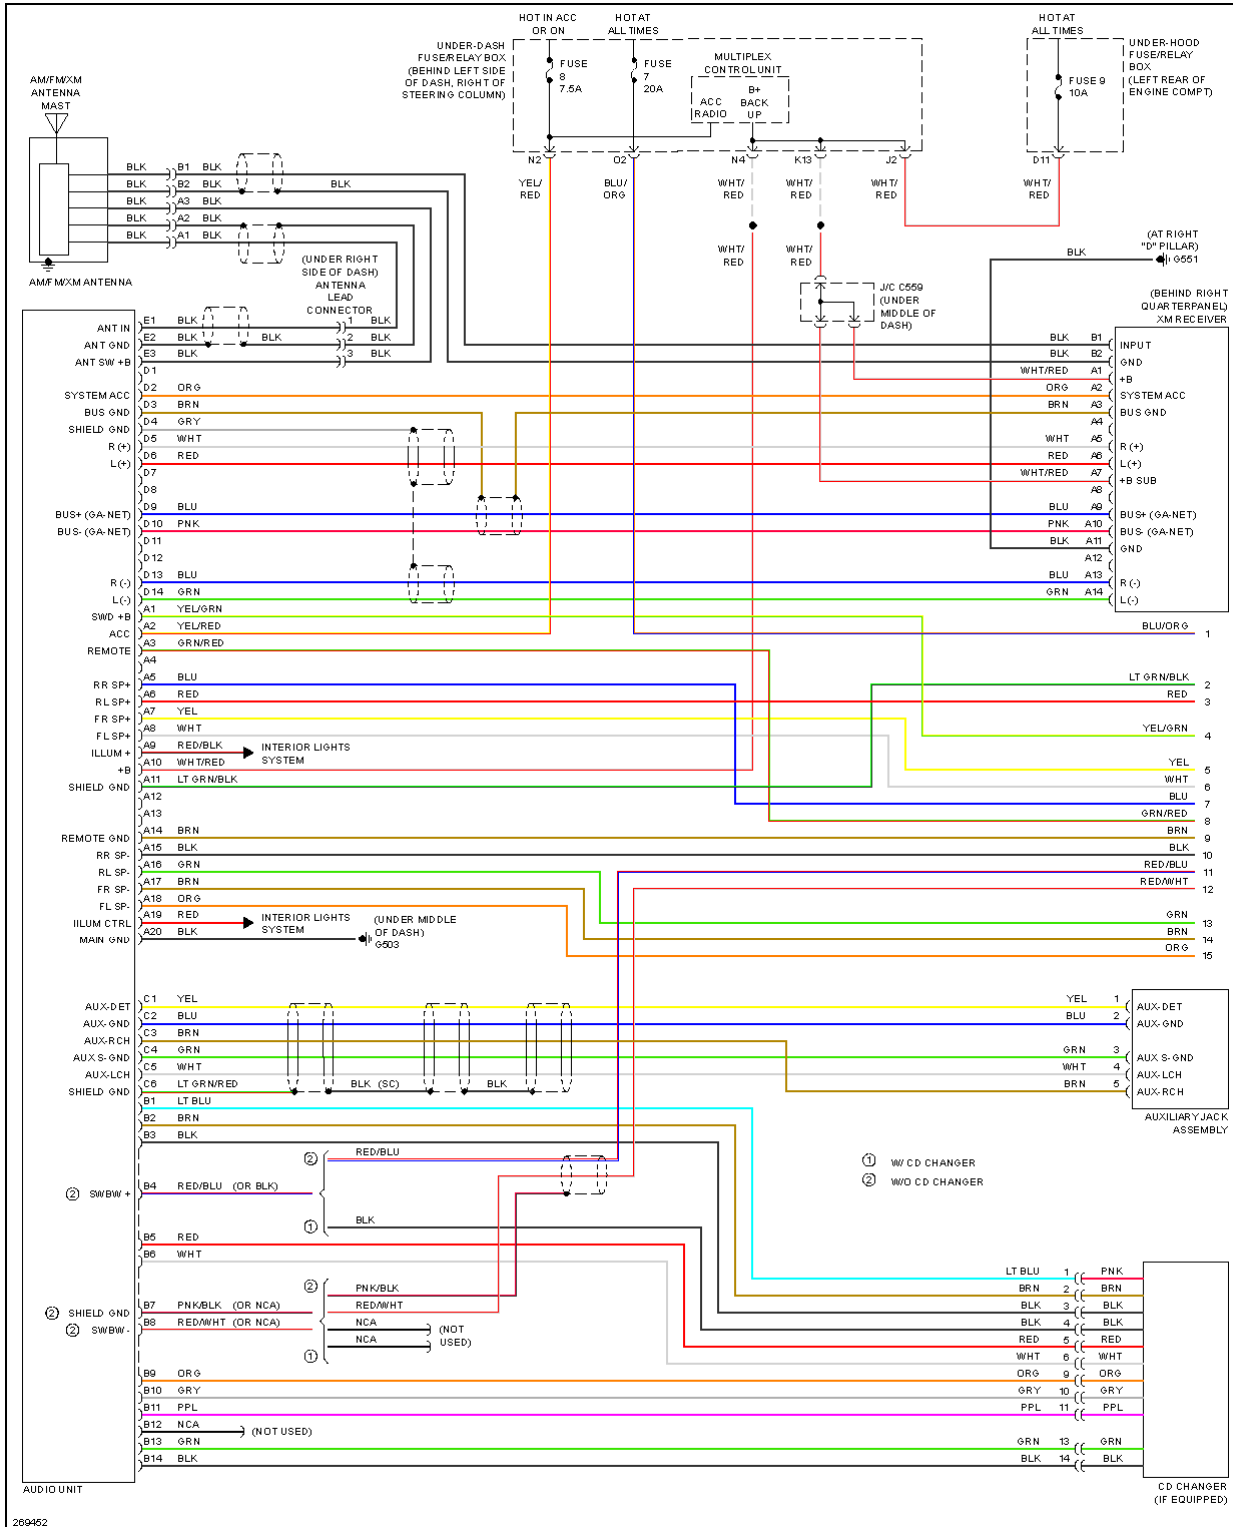 HOT IN ACC
OR ON
HOT AT
ALL TIMES
HOT AT
ALL TIMES
UNDER-DASH
FUSE/RELAY BOX
(BEHIND LEFT SIDE
OF DASH, RIGHT OF
STEERING COLUMN)
FUSE
8
7.5A
FUSE
7
20A
MULTIPLEX
CONTROL UNIT
ACC
RADIO
B+
BACK
UP
FUSE 9
10A
UNDER-HOOD
FUSE/RELAY
BOX
(LEFT REAR OF
ENGINE COMPT)
N2
O2
N4
K13
J2
D11
YEL/
RED
BLU/
ORG
WHT/
RED
WHT/
RED
WHT/
RED
WHT/
RED
WHT/
RED
WHT/
RED
AM/FM/XM
ANTENNA
MAST
BLK B1 BLK
BLK B2 BLK BLK
BLK A3 BLK
BLK A2 BLK
BLK A1 BLK
AM/FM/XM ANTENNA
(UNDER RIGHT
SIDE OF DASH)
ANTENNA
LEAD
CONNECTOR
J/C C559
(UNDER
MIDDLE OF
DASH)
BLK
(AT RIGHT
"D" PILLAR)
G551
(BEHIND RIGHT
QUARTERPANEL)
XM RECEIVER
ANT IN E1 BLK 1 BLK
ANT GND E2 BLK BLK 2 BLK
ANT SW +B E3 BLK 3 BLK
D1
SYSTEM ACC D2 ORG
BUS GND D3 BRN
SHIELD GND D4 GRY
R (+) D5 WHT
L (+) D6 RED
D7
D8
BUS+ (GA-NET) D9 BLU
BUS- (GA-NET) D10 PNK
D11
D12
R (-) D13 BLU
L (-) D14 GRN
BLK B1 INPUT
BLK B2 GND
WHT/RED A1 +B
ORG A2 SYSTEM ACC
BRN A3 BUS GND
A4
WHT A5 R (+)
RED A6 L (+)
WHT/RED A7 +B SUB
A8
BLU A9 BUS+ (GA-NET)
PNK A10 BUS- (GA-NET)
BLK A11 GND
A12
BLU A13 R (-)
GRN A14 L (-)
SWD +B A1 YEL/GRN
ACC A2 YEL/RED
REMOTE A3 GRN/RED
A4
RR SP+ A5 BLU
RL SP+ A6 RED
FR SP+ A7 YEL
FL SP+ A8 WHT
ILLUM + A9 RED/BLK INTERIOR LIGHTS
SYSTEM
+B A10 WHT/RED
SHIELD GND A11 LT GRN/BLK
A12
A13
REMOTE GND A14 BRN
RR SP- A15 BLK
RL SP- A16 GRN
FR SP- A17 BRN
FL SP- A18 ORG
IILUM CTRL A19 RED INTERIOR LIGHTS
SYSTEM
MAIN GND A20 BLK
(UNDER MIDDLE
OF DASH)
G503
BLU/ORG 1
LT GRN/BLK 2
RED 3
YEL/GRN 4
YEL 5
WHT 6
BLU 7
GRN/RED 8
BRN 9
BLK 10
RED/BLU 11
RED/WHT 12
GRN 13
BRN 14
ORG 15
AUX-DET C1 YEL
AUX-GND C2 BLU
AUX-RCH C3 BRN
AUX S-GND C4 GRN
AUX-LCH C5 WHT
SHIELD GND C6 LT GRN/RED BLK (SC) BLK
YEL 1 AUX-DET
BLU 2 AUX-GND
GRN 3 AUX S-GND
WHT 4 AUX-LCH
BRN 5 AUX-RCH
AUXILIARY JACK
ASSEMBLY
B1 LT BLU
B2 BRN
B3 BLK
2 RED/BLU
2 SWBW + B4 RED/BLU (OR BLK)
1 BLK
B5 RED
B6 WHT
2 PNK/BLK
2 SHIELD GND B7 PNK/BLK (OR NCA) RED/WHT
2 SWBW - B8 RED/WHT (OR NCA) NCA
(NOT
USED)
1 NCA
B9 ORG
B10 GRY
B11 PPL
B12 NCA (NOT USED)
B13 GRN
B14 BLK
1 W/ CD CHANGER
2 W/O CD CHANGER
LT BLU 1 PNK
BRN 2 BRN
BLK 3 BLK
BLK 4 BLK
RED 5 RED
WHT 6 WHT
ORG 9 ORG
GRY 10 GRY
PPL 11 PPL
GRN 13 GRN
BLK 14 BLK
AUDIO UNIT
CD CHANGER
(IF EQUIPPED)
269452